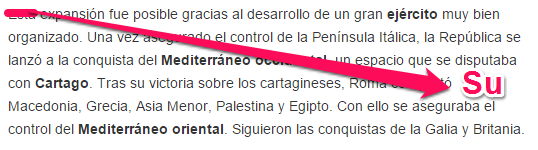 expansión fue posible gracias al desarrollo de un gran ejército muy bien
organizado. Una vez asegurado el control de la Península Itálica, la República se
lanzó a la conquista del Mediterráneo occidental, un espacio que se disputaba
con Cartago. Tras su victoria sobre los cartagineses, Roma Su
Macedonia, Grecia, Asia Menor, Palestina y Egipto. Con ello se aseguraba el
control del Mediterráneo oriental. Siguieron las conquistas de la Galia y Britania.